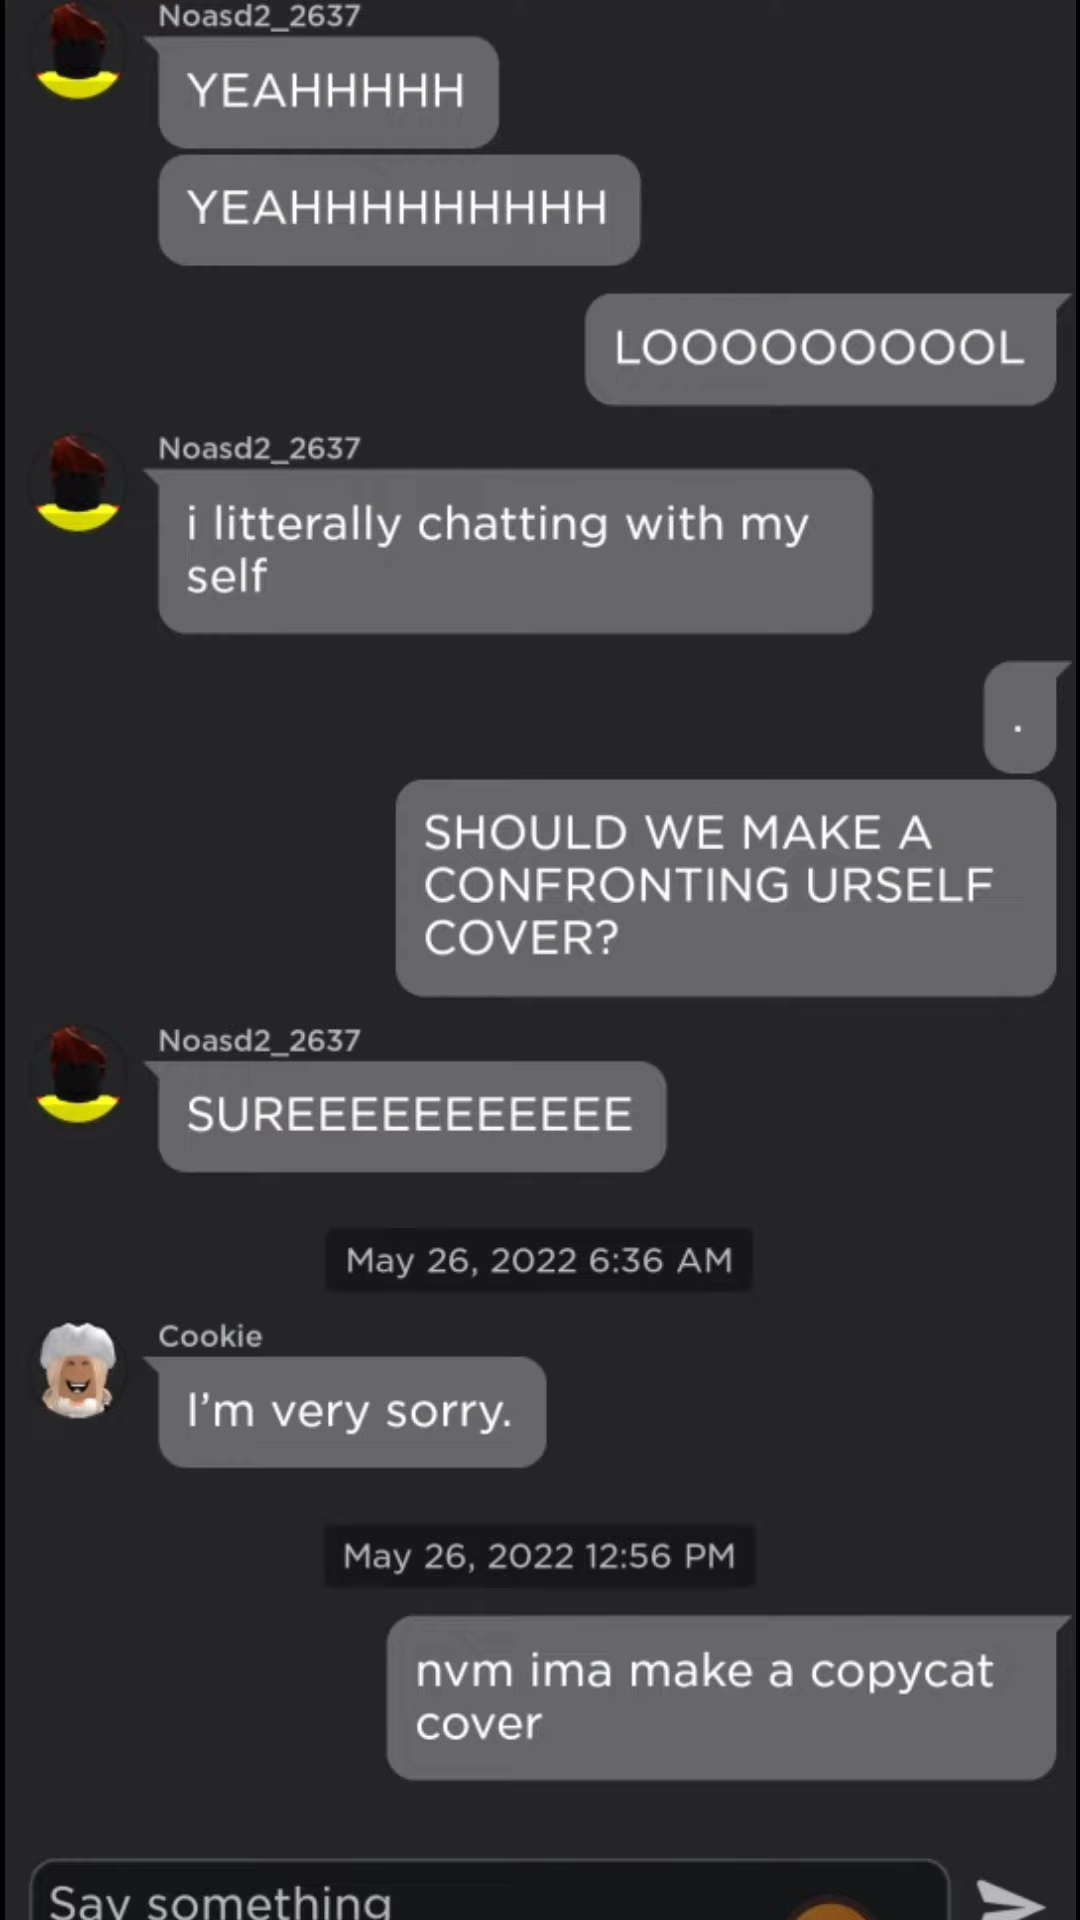 Noasd2_2637
YEAHHHHH
YEAHHHHHHHHHH
LOOOOOOOOOL
Noasd2_2637
i litterally chatting with my
self
.
SHOULD WE MAKE A
CONFRONTING URSELF
COVER?
Noasd2_2637
SUREEEEEEEEEEE
May 26, 2022 6:36 AM
Cookie
I'm very sorry.
May 26, 2022 12:56 PM
nvm ima make a copycat
cover
Say something